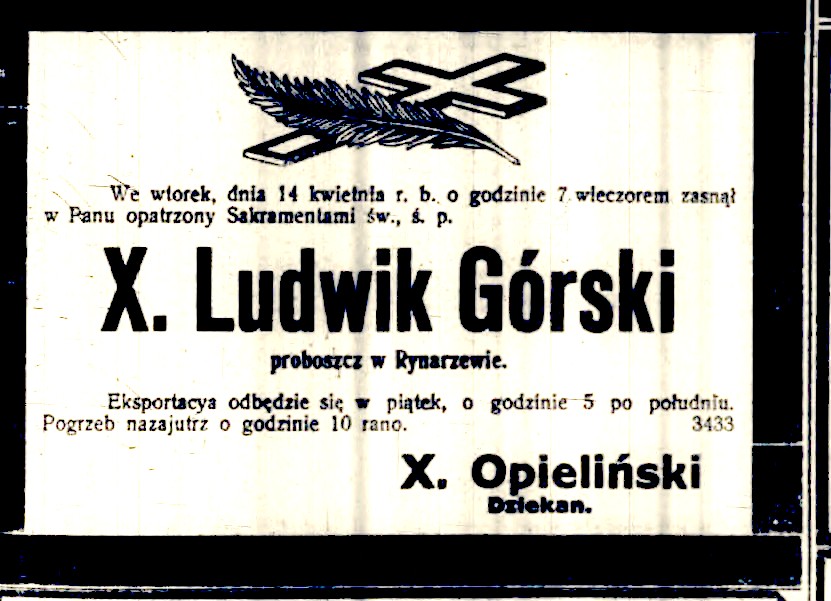 We wtorek, dnia 14 kwietnia r. b. o godzinie 7 wieczorem zasnął
w Panu opatrzony Sakramentami św., ś. p.
X. Ludwik Górski
proboszcz w Rynarzewie.
Eksportacya odbędzie się w piątek, o godzinie 5 po południu.
Pogrzeb nazajutrz o godzinie 10 rano. 3433
X. Opieliński
Dziekan.